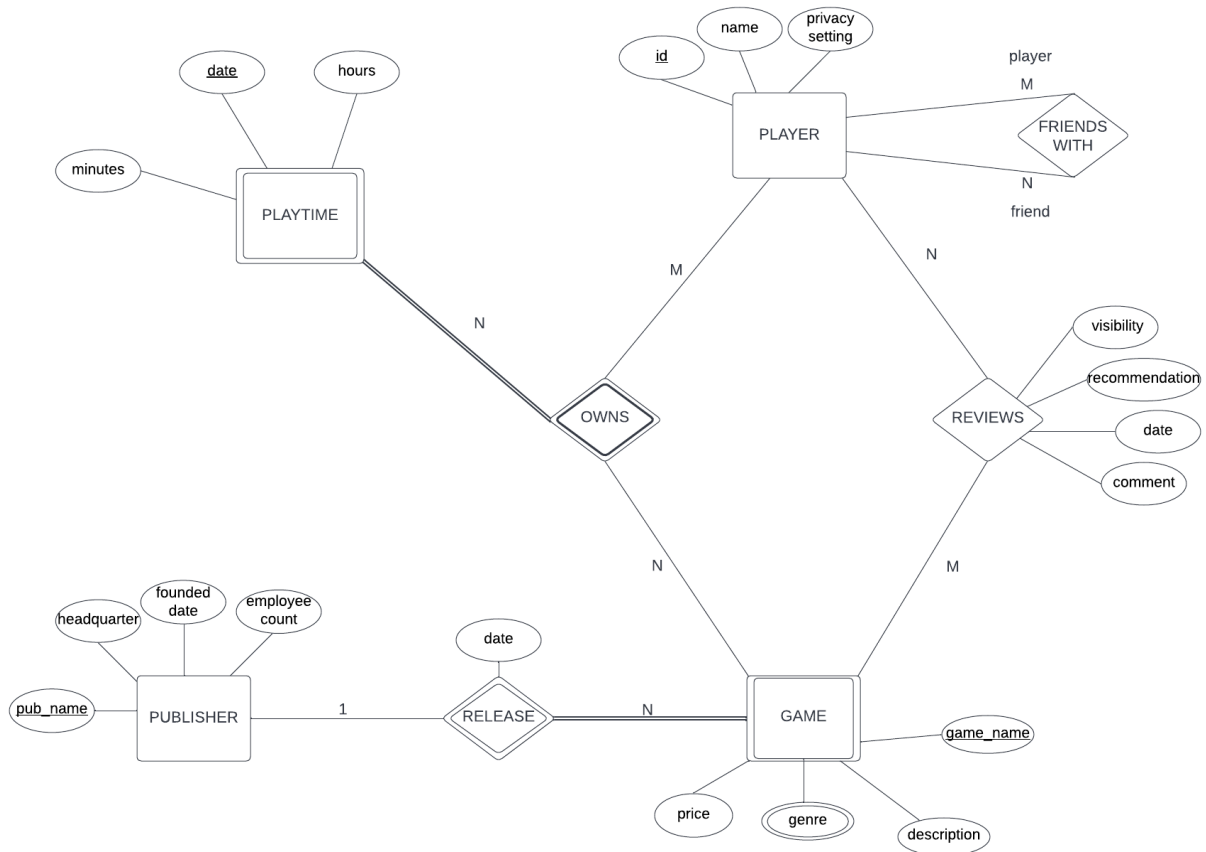 privacy
setting
name
id
player
M
PLAYER
FRIENDS
WITH
N
friend
date
hours
minutes
PLAYTIME
N
M
N
OWNS
visibility
recommendation
REVIEWS
date
comment
N
M
founded
date
headquarter
employee
count
pub_name
PUBLISHER
1
date
RELEASE
N
GAME
game_name
price
genre
description